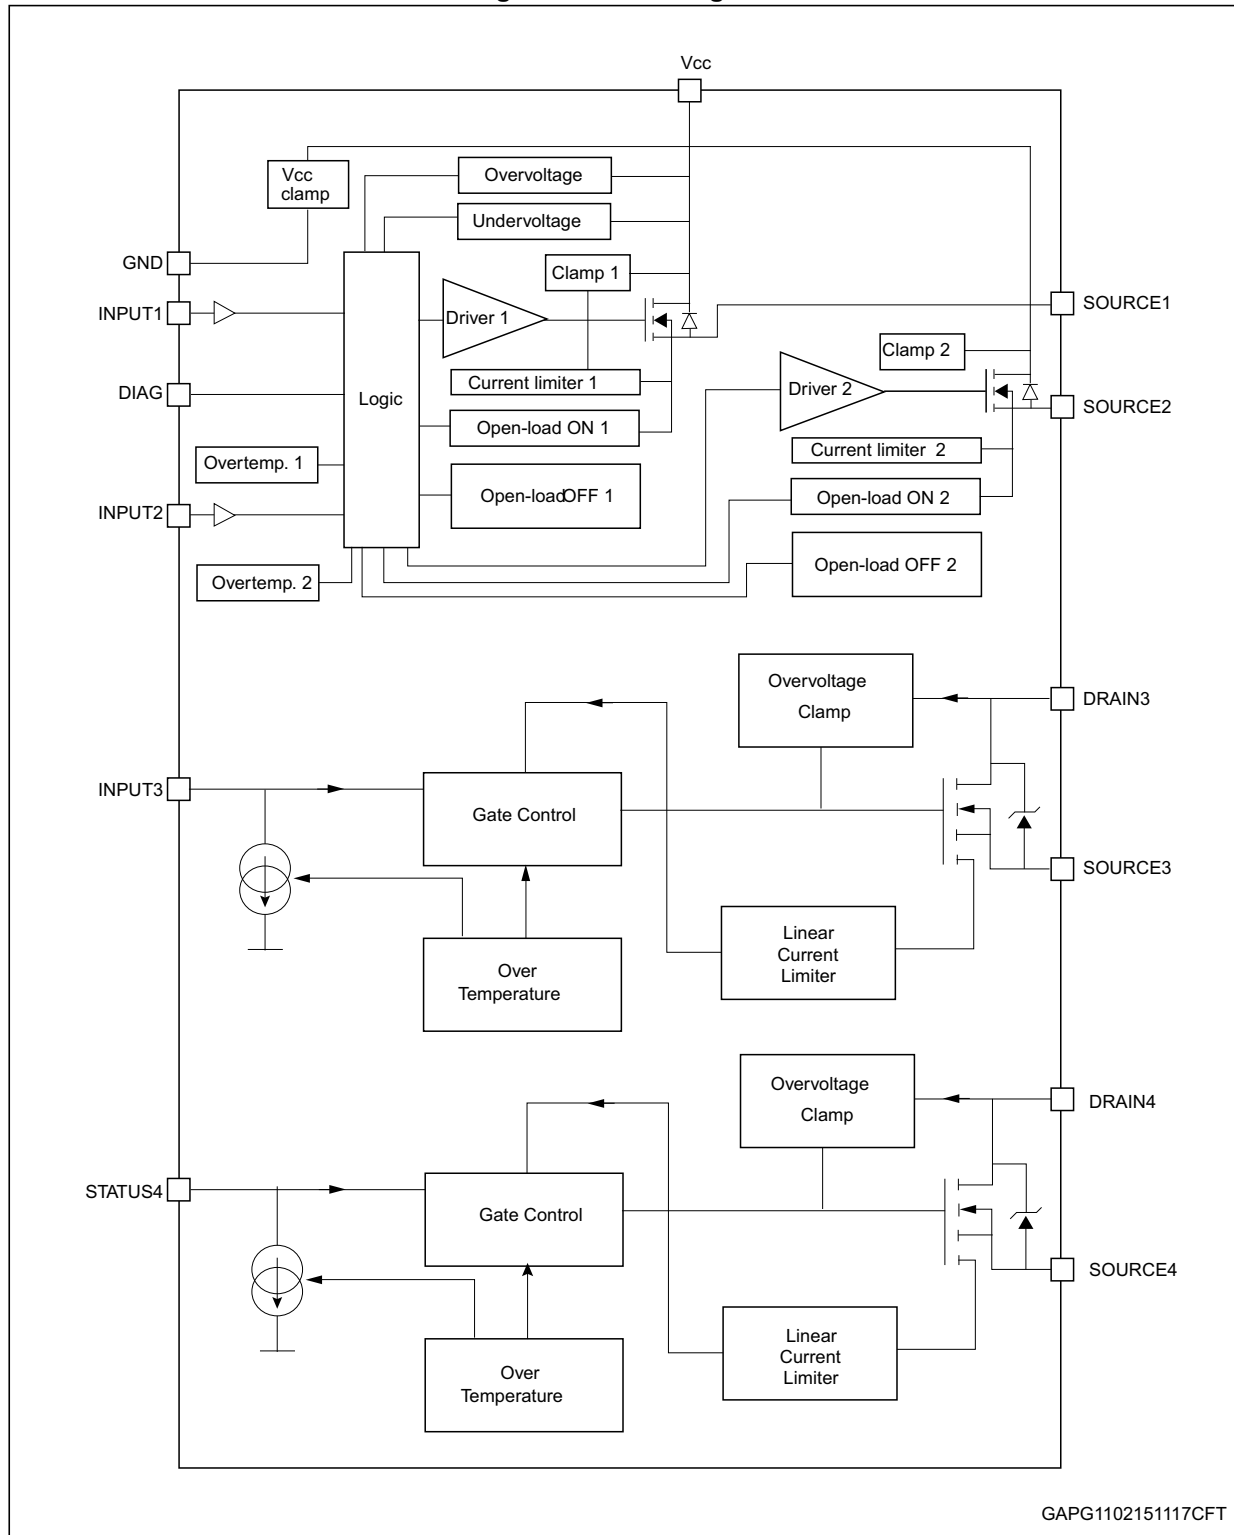 Vcc
Vcc
clamp
Overvoltage
Undervoltage
GND
Clamp 1
INPUT1
Driver 1
SOURCE1
Clamp 2
DIAG
Logic
Current limiter 1
Driver 2
SOURCE2
Open-load ON 1
Overtemp. 1
Current limiter 2
Open-loadOFF 1
Open-load ON 2
INPUT2
Overtemp. 2
Open-load OFF 2
Overvoltage
Clamp
DRAIN3
INPUT3
Gate Control
SOURCE3
Over
Temperature
Linear
Current
Limiter
Overvoltage
Clamp
DRAIN4
STATUS4
Gate Control
SOURCE4
Over
Temperature
Linear
Current
Limiter
GAPG1102151117CFT